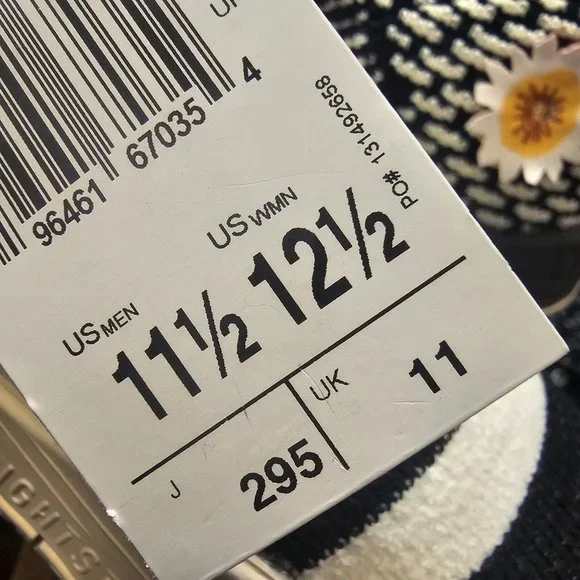 96461 67035 4
PO# 131492658
US MEN US WMN
11½ 12½
J 295 UK 11